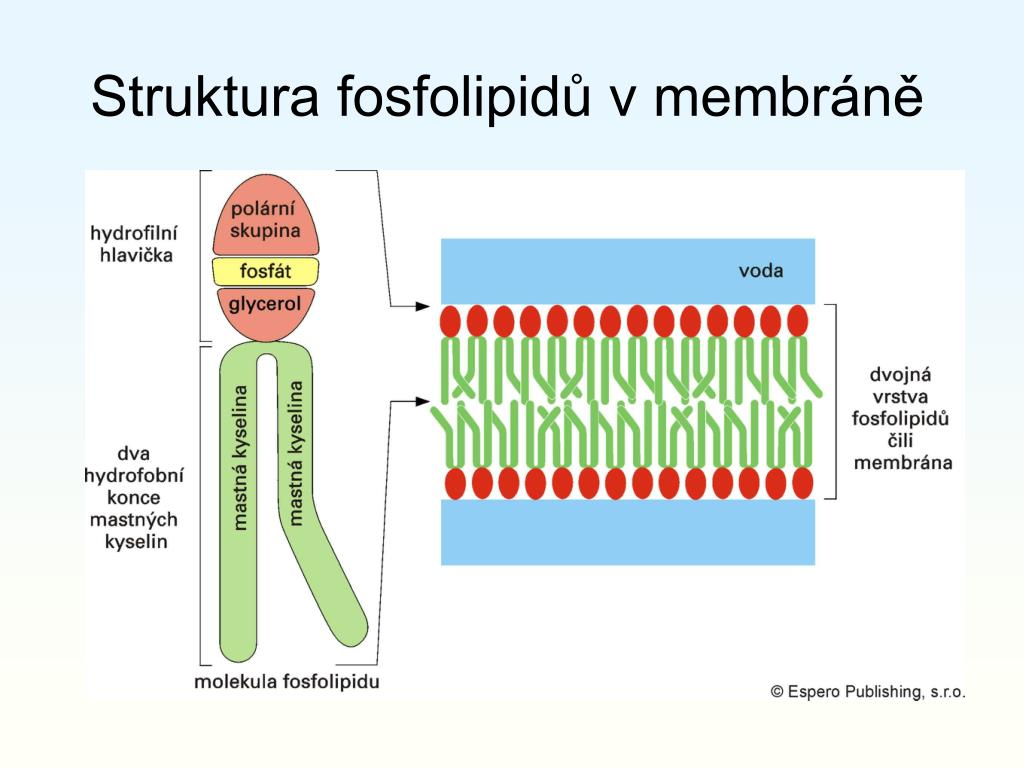 Struktura fosfolipidů v membráně
hydrofilní
hlavička
polární
skupina
fosfát
glycerol
dva
hydrofobní
konce
mastných
kyselin
mastná kyselina
mastná kyselina
molekula fosfolipidu
voda
dvojná
vrstva
fosfolipidů
čili
membrána
© Espero Publishing, s.r.o.